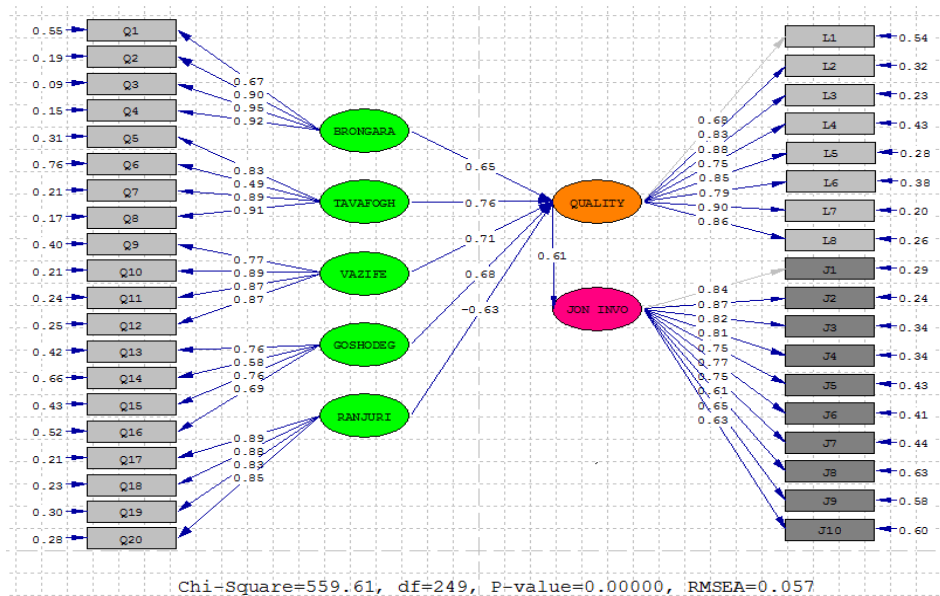 0.55 Q1
0.19 Q2
0.09 Q3
0.15 Q4
0.31 Q5
0.76 Q6
0.21 Q7
0.17 Q8
0.40 Q9
0.21 Q10
0.24 Q11
0.25 Q12
0.42 Q13
0.66 Q14
0.43 Q15
0.52 Q16
0.21 Q17
0.23 Q18
0.30 Q19
0.28 Q20
0.67
0.90
0.95
0.92
0.83
0.49
0.89
0.91
0.77
0.89
0.87
0.87
0.76
0.58
0.76
0.69
0.89
0.88
0.83
0.85
BRONGARA
TAVAFOGH
VAZIFE
GOSHODEG
RANJURI
0.65
0.76
0.71
0.68
-0.63
QUALITY
0.61
JON INVO
0.68
0.83
0.88
0.75
0.85
0.79
0.90
0.86
0.84
0.87
0.82
0.81
0.75
0.77
0.75
0.61
0.65
0.63
L1 0.54
L2 0.32
L3 0.23
L4 0.43
L5 0.28
L6 0.38
L7 0.20
L8 0.26
J1 0.29
J2 0.24
J3 0.34
J4 0.34
J5 0.43
J6 0.41
J7 0.44
J8 0.63
J9 0.58
J10 0.60
Chi-Square=559.61, df=249, P-value=0.00000, RMSEA=0.057